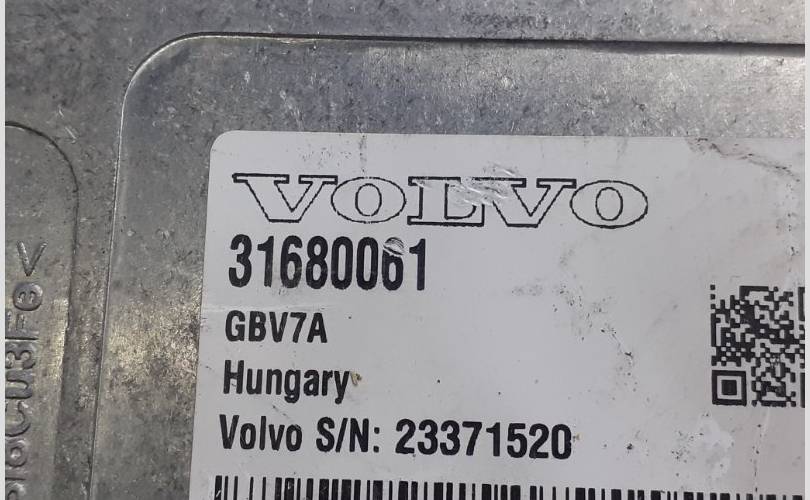 VOLVO
31680061
GBV7A
Hungary
Volvo S/N: 23371520